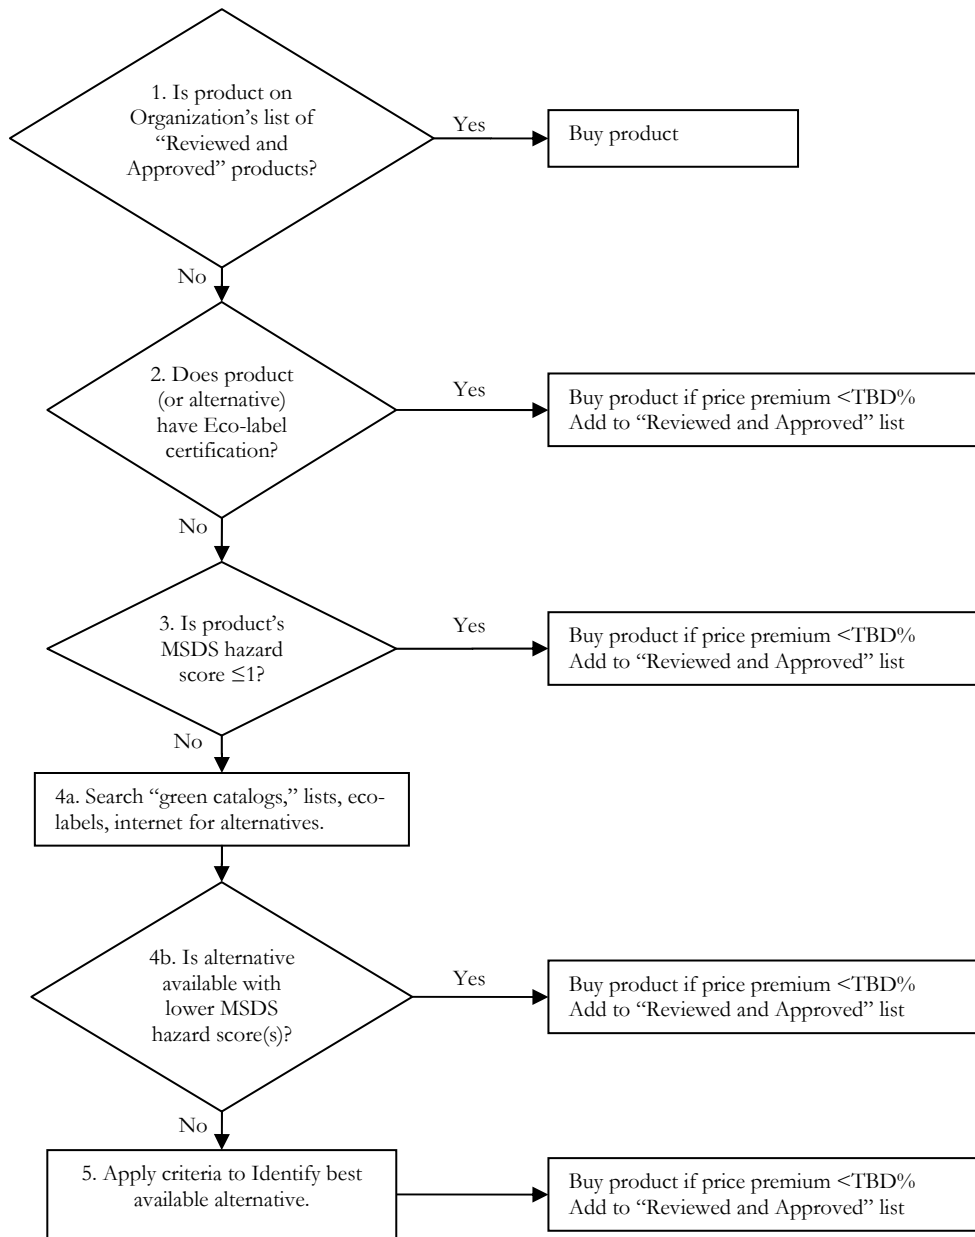 1. Is product on
Organization’s list of
“Reviewed and
Approved” products?
Yes
Buy product
No
2. Does product
(or alternative)
have Eco-label
certification?
Yes
Buy product if price premium <TBD%
Add to “Reviewed and Approved” list
No
3. Is product’s
MSDS hazard
score ≤1?
Yes
Buy product if price premium <TBD%
Add to “Reviewed and Approved” list
No
4a. Search “green catalogs,” lists, eco-
labels, internet for alternatives.
4b. Is alternative
available with
lower MSDS
hazard score(s)?
Yes
Buy product if price premium <TBD%
Add to “Reviewed and Approved” list
No
5. Apply criteria to Identify best
available alternative.
Buy product if price premium <TBD%
Add to “Reviewed and Approved” list